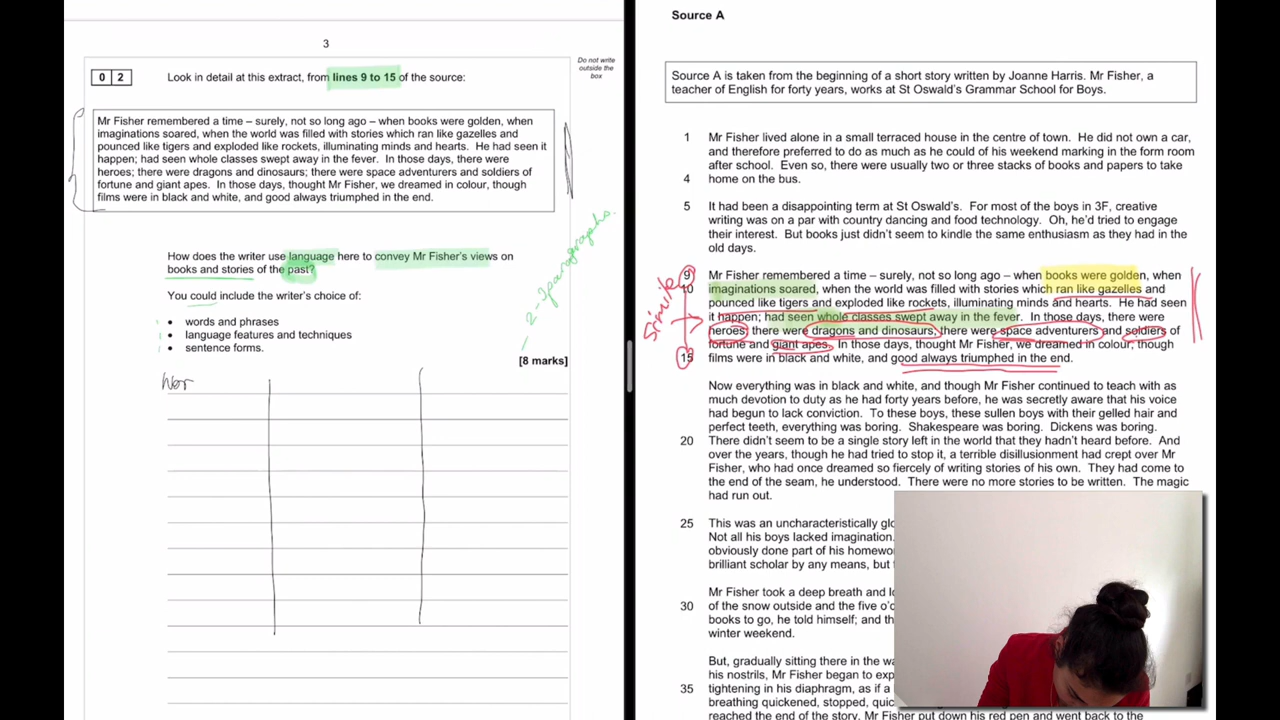 3
Do not write
outside the
box
0 2
Look in detail at this extract, from lines 9 to 15 of the source:
Mr Fisher remembered a time – surely, not so long ago – when books were golden, when
imaginations soared, when the world was filled with stories which ran like gazelles and
pounced like tigers and exploded like rockets, illuminating minds and hearts. He had seen it
happen; had seen whole classes swept away in the fever. In those days, there were
heroes; there were dragons and dinosaurs; there were space adventurers and soldiers of
fortune and giant apes. In those days, thought Mr Fisher, we dreamed in colour, though
films were in black and white, and good always triumphed in the end.
2-3 paragraphs.
How does the writer use language here to convey Mr Fisher's views on
books and stories of the past?
You could include the writer's choice of:
• words and phrases
• language features and techniques
• sentence forms.
[8 marks]
Wor
Source A
Source A is taken from the beginning of a short story written by Joanne Harris. Mr Fisher, a
teacher of English for forty years, works at St Oswald's Grammar School for Boys.
1 Mr Fisher lived alone in a small terraced house in the centre of town. He did not own a car,
and therefore preferred to do as much as he could of his weekend marking in the form room
after school. Even so, there were usually two or three stacks of books and papers to take
4 home on the bus.
5 It had been a disappointing term at St Oswald's. For most of the boys in 3F, creative
writing was on a par with country dancing and food technology. Oh, he'd tried to engage
their interest. But books just didn't seem to kindle the same enthusiasm as they had in the
old days.
9 Mr Fisher remembered a time – surely, not so long ago – when books were golden, when
10 imaginations soared, when the world was filled with stories which ran like gazelles and
pounced like tigers and exploded like rockets, illuminating minds and hearts. He had seen
it happen; had seen whole classes swept away in the fever. In those days, there were
heroes; there were dragons and dinosaurs; there were space adventurers and soldiers of
fortune and giant apes. In those days, thought Mr Fisher, we dreamed in colour, though
15 films were in black and white, and good always triumphed in the end.
Simile
Now everything was in black and white, and though Mr Fisher continued to teach with as
much devotion to duty as he had forty years before, he was secretly aware that his voice
had begun to lack conviction. To these boys, these sullen boys with their gelled hair and
perfect teeth, everything was boring. Shakespeare was boring. Dickens was boring.
20 There didn't seem to be a single story left in the world that they hadn't heard before. And
over the years, though he had tried to stop it, a terrible disillusionment had crept over Mr
Fisher, who had once dreamed so fiercely of writing stories of his own. They had come to
the end of the seam, he understood. There were no more stories to be written. The magic
had run out.
25 This was an uncharacteristically
Not all his boys lacked imagination.
obviously done part of his
brilliant scholar by any means, but
Mr Fisher took a deep breath and
30 of the snow outside and the five
books to go, he told himself; and
winter weekend.
But, gradually sitting there in the
his nostrils, Mr Fisher began to
35 tightening in his diaphragm, as if a
breathing quickened, stopped,
reached the end of the story. Mr Fisher put down his red pen and went back to the